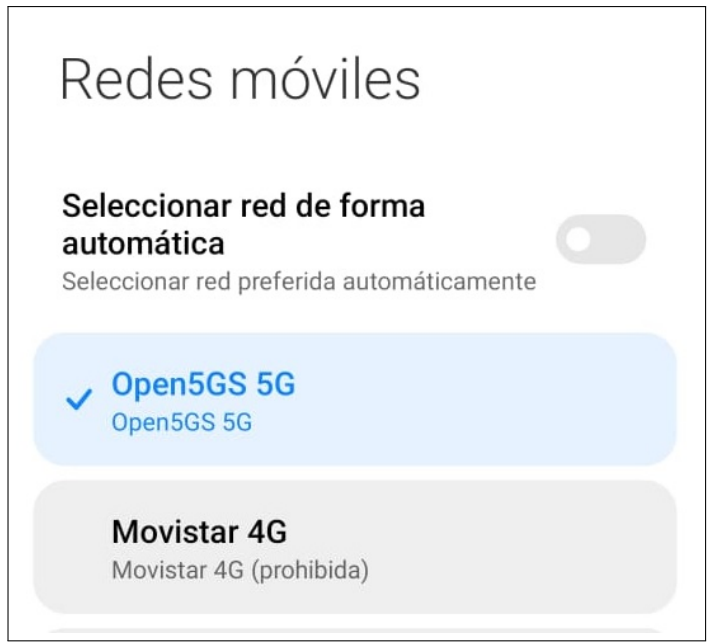 Redes móviles
Seleccionar red de forma
automática
Seleccionar red preferida automáticamente
Open5GS 5G
Open5GS 5G
Movistar 4G
Movistar 4G (prohibida)